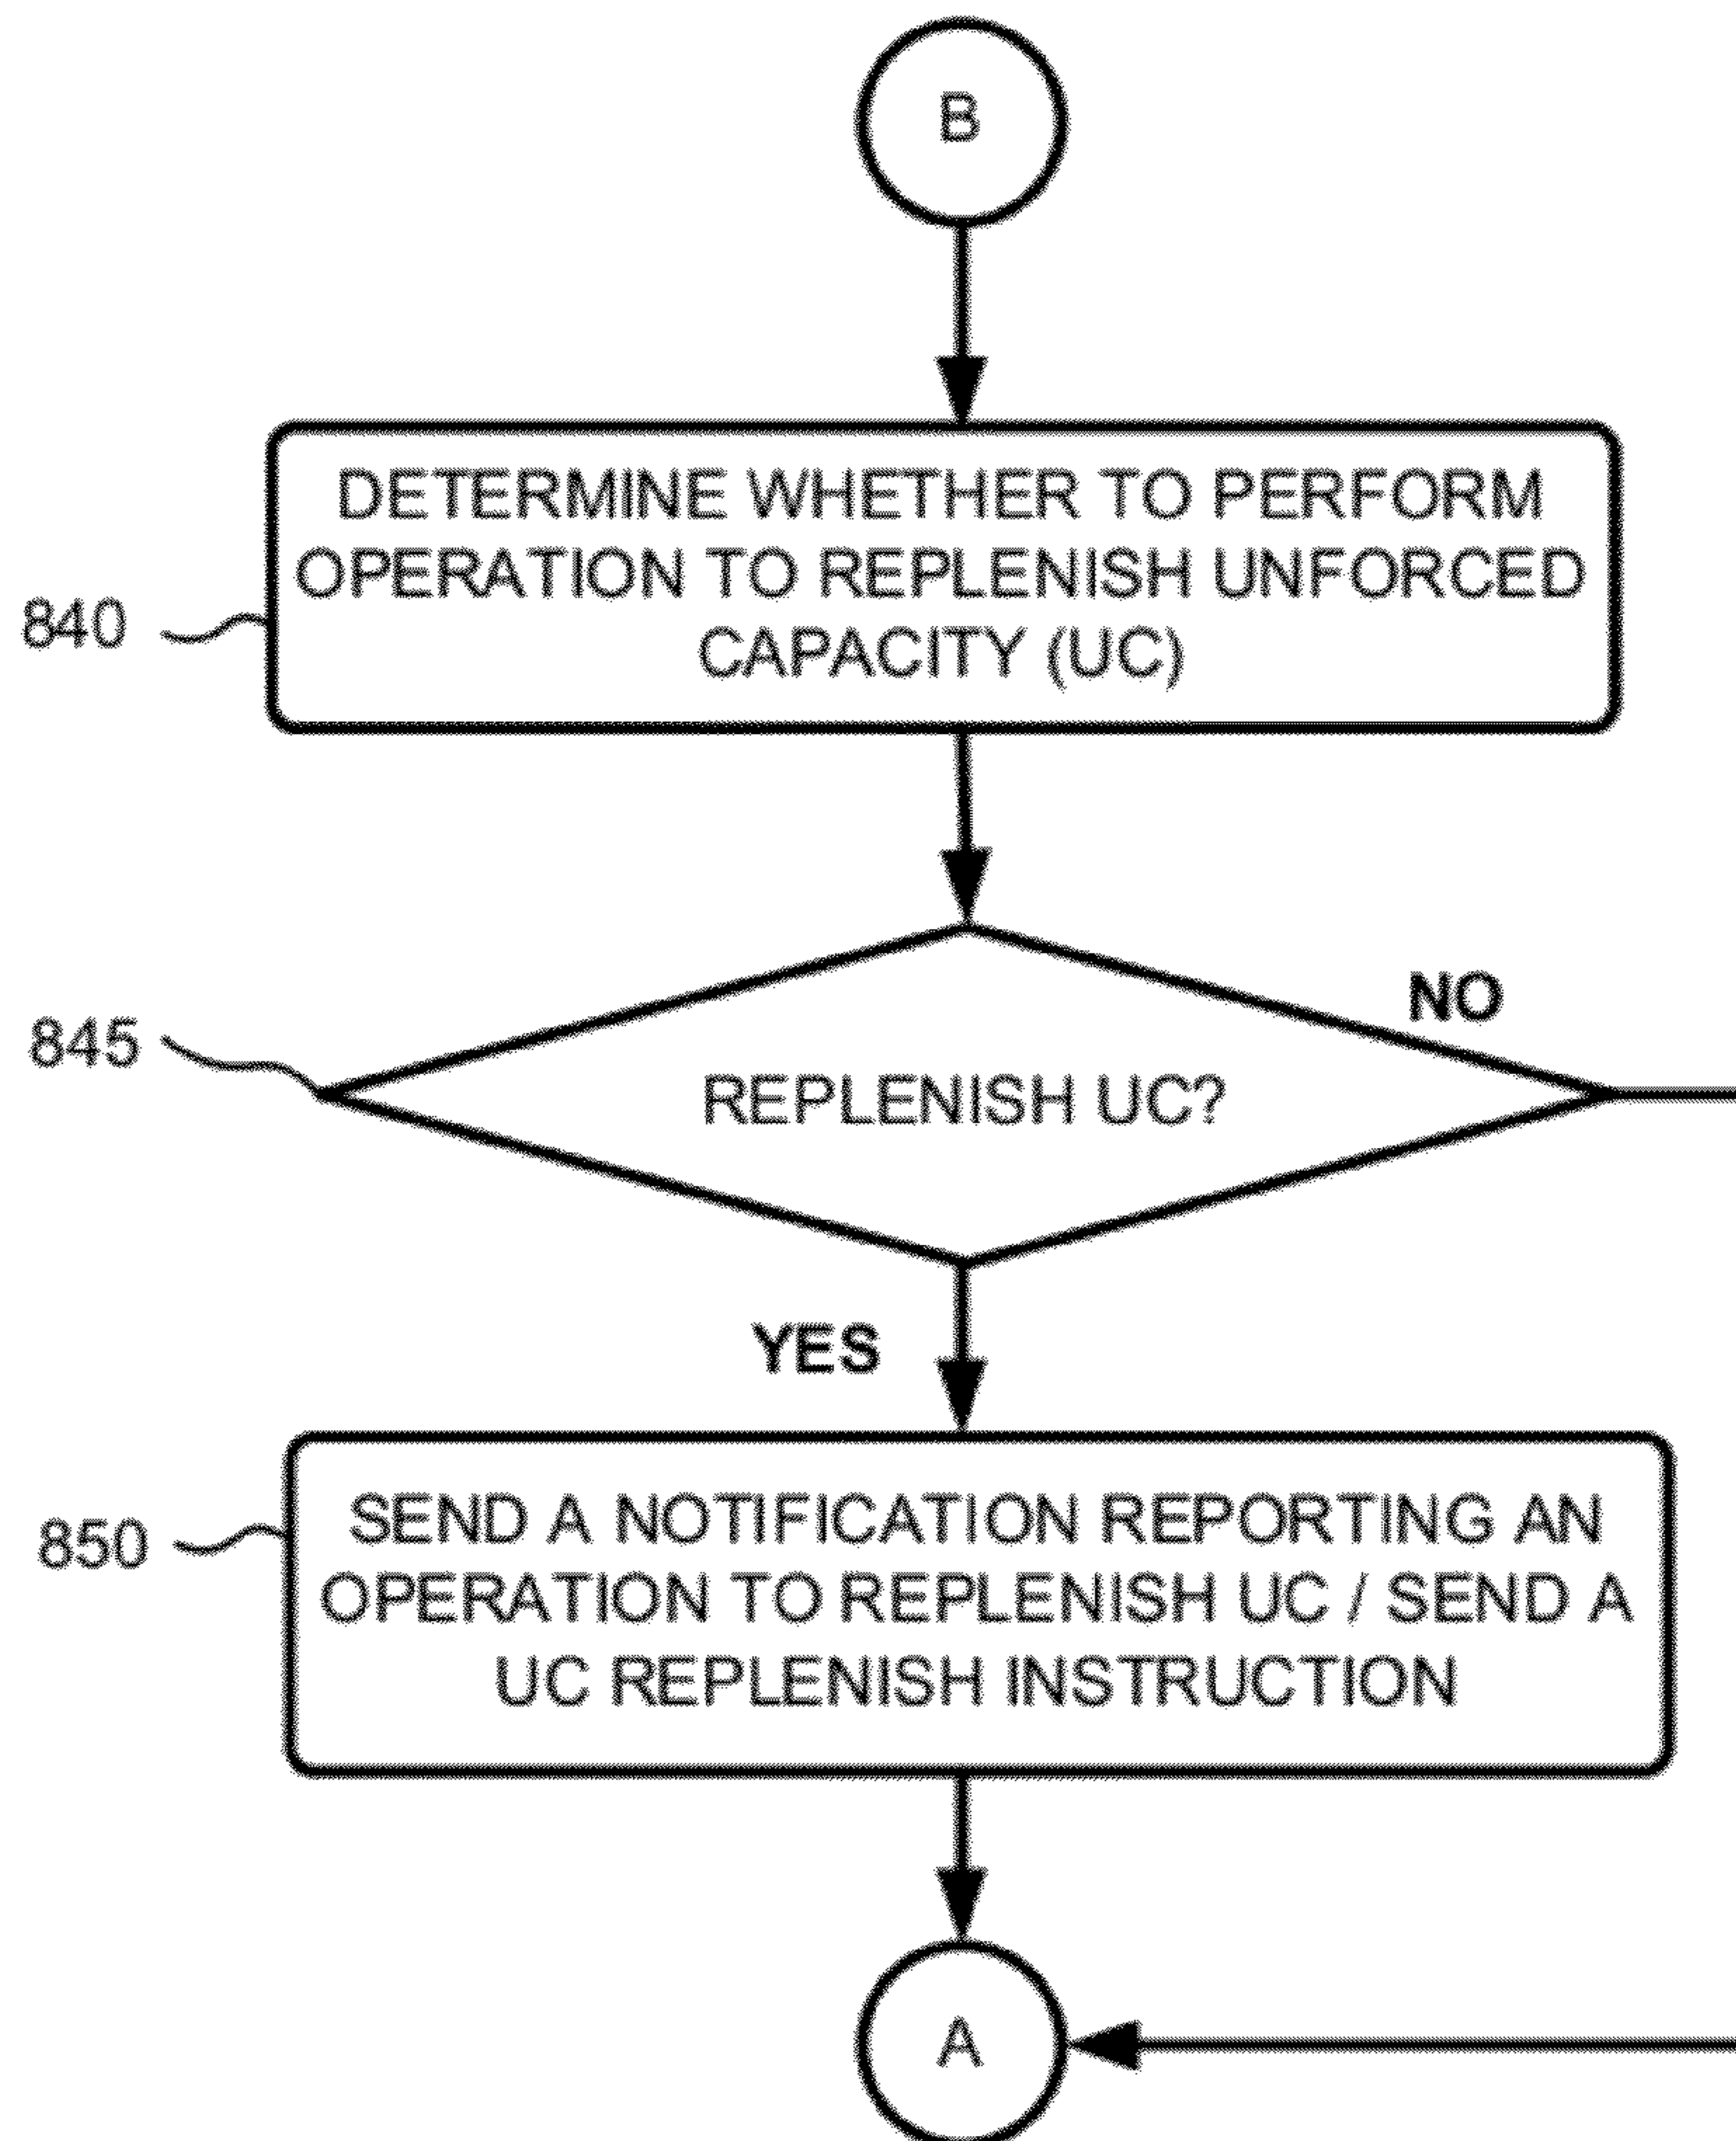 B
DETERMINE WHETHER TO PERFORM
OPERATION TO REPLENISH UNFORCED
CAPACITY (UC)
840
NO
845
REPLENISH UC?
YES
SEND A NOTIFICATION REPORTING AN
850
OPERATION TO REPLENISH UC / SEND A
UC REPLENISH INSTRUCTION
A